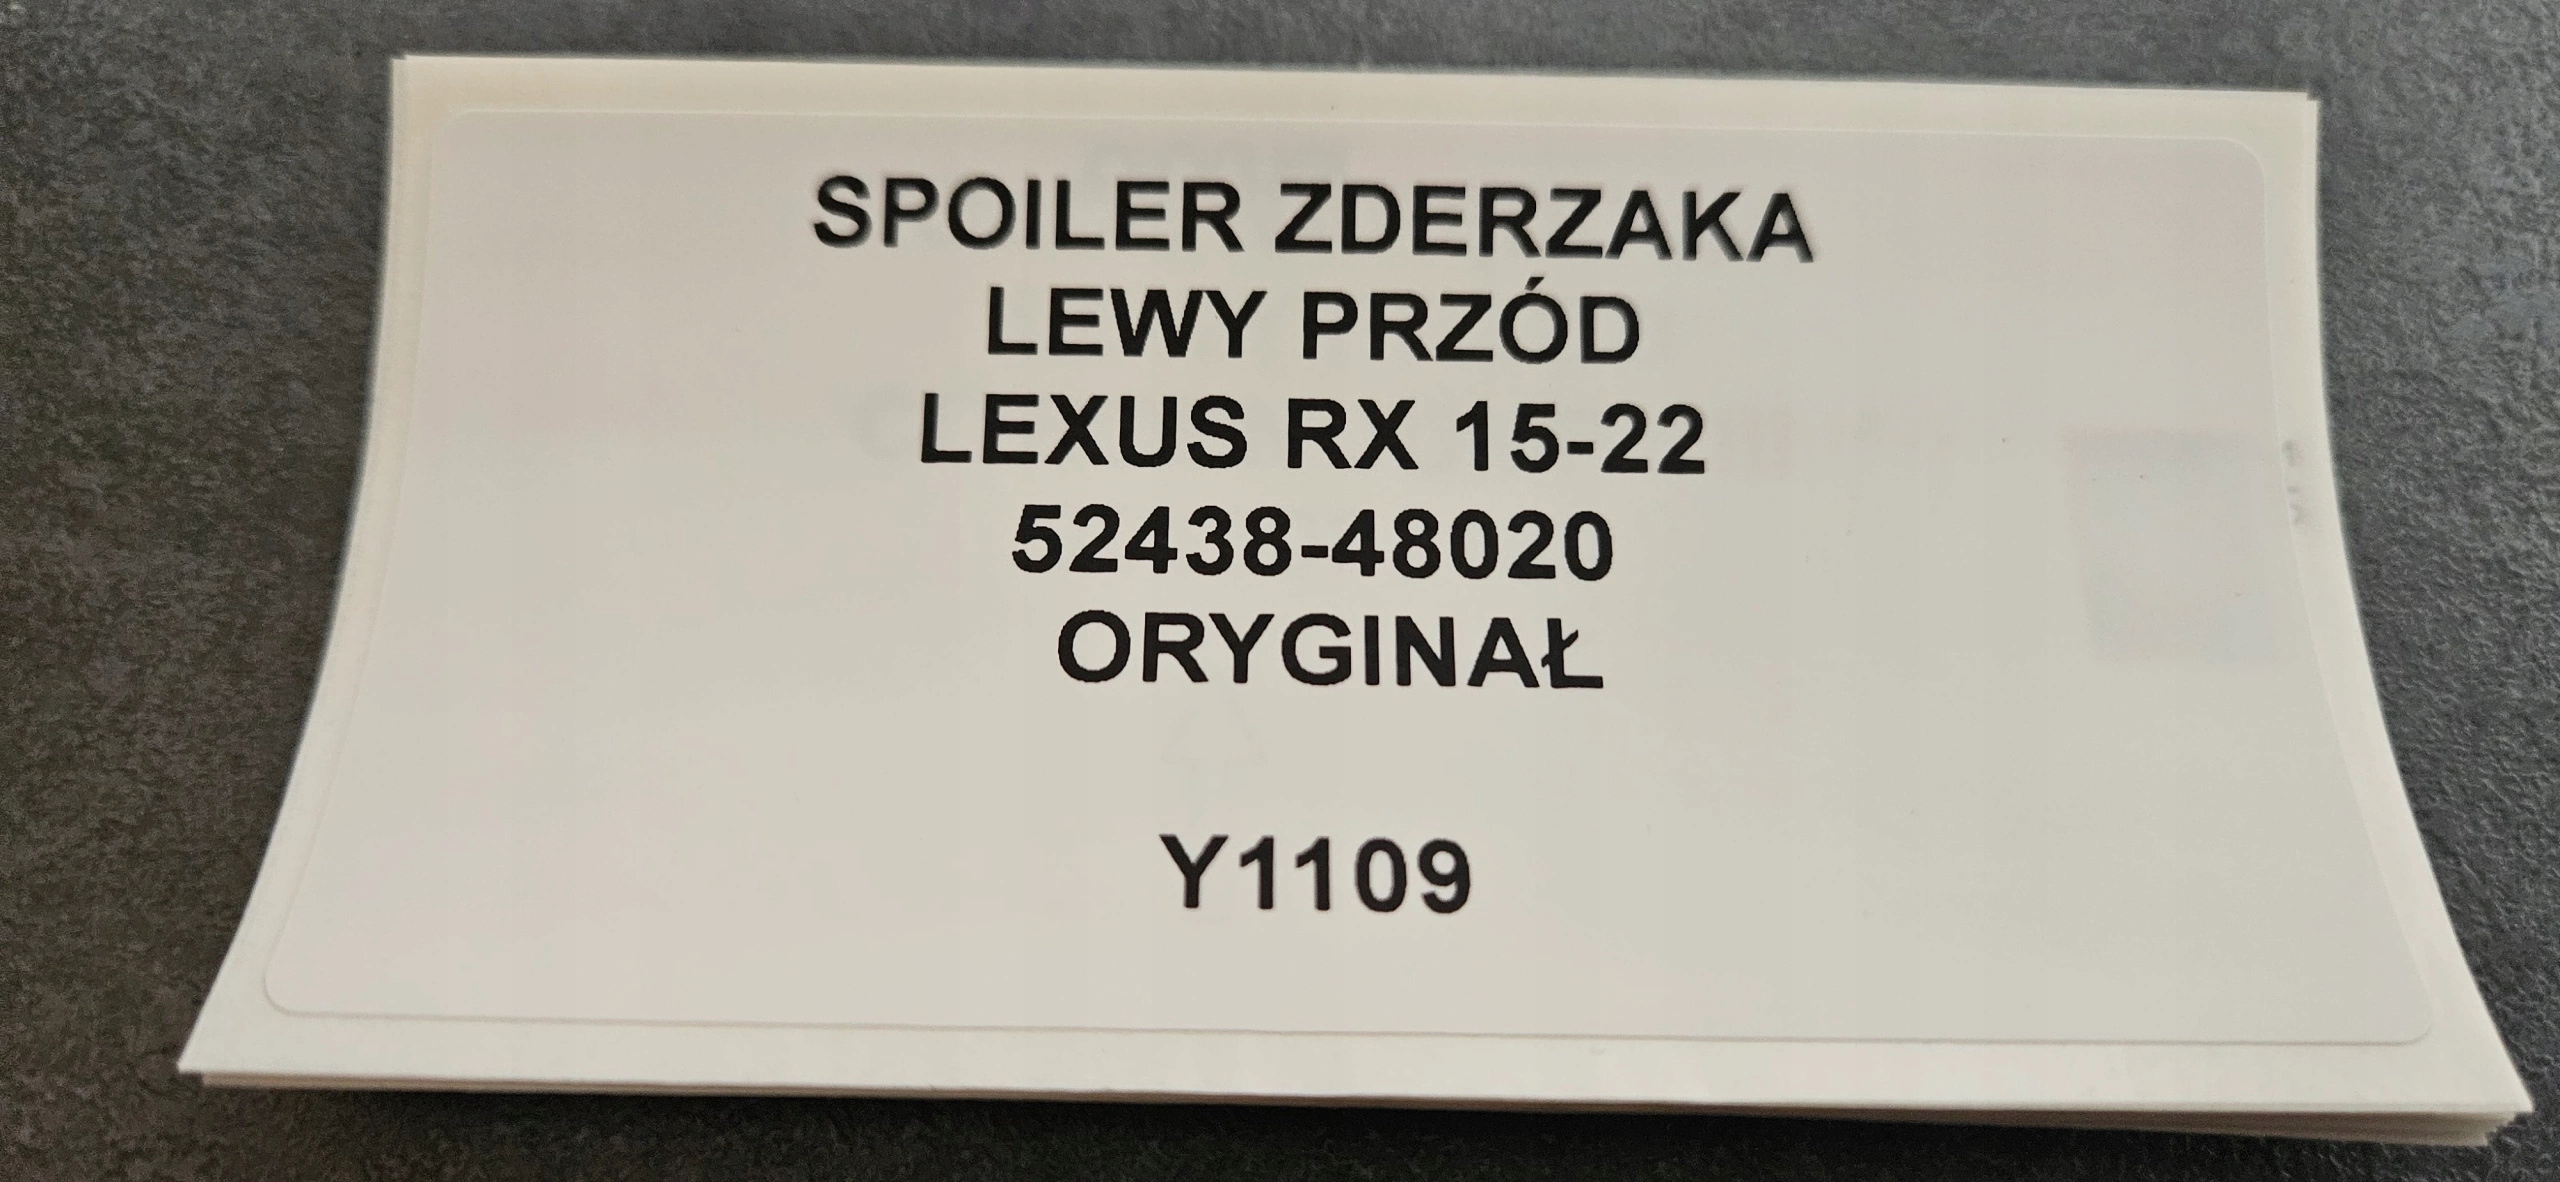 SPOILER ZDERZAKA
LEWY PRZÓD
LEXUS RX 15-22
52438-48020
ORYGINAŁ
Y1109